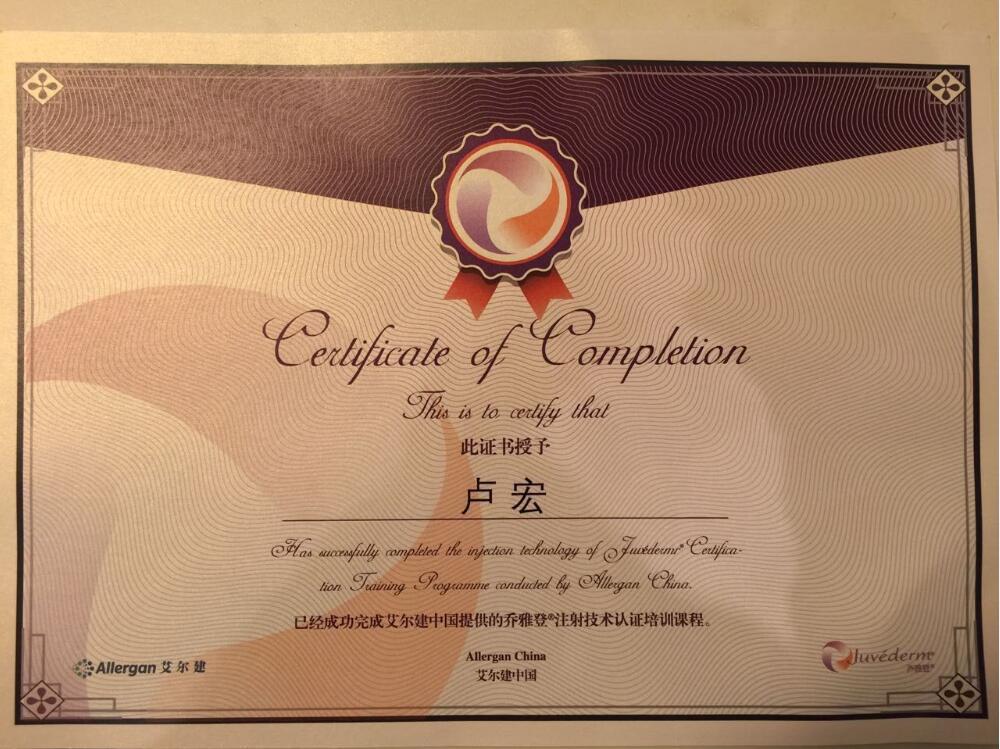 Certificate of Completion
This is to certify that
此证书授予
卢宏
Has successfully completed the injection technology of Juvéderm® Certifica-
tion Training Programme conducted by Allergan China.
已经成功完成艾尔建中国提供的乔雅登®注射技术认证培训课程。
Allergan China
艾尔建中国
Allergan 艾尔建
Juvéderm®
乔雅登®